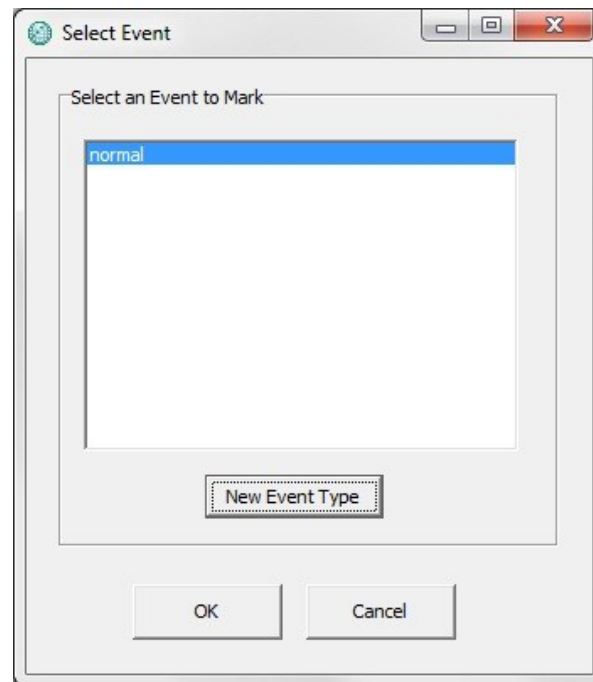 Select Event
Select an Event to Mark
normal
New Event Type
OK Cancel